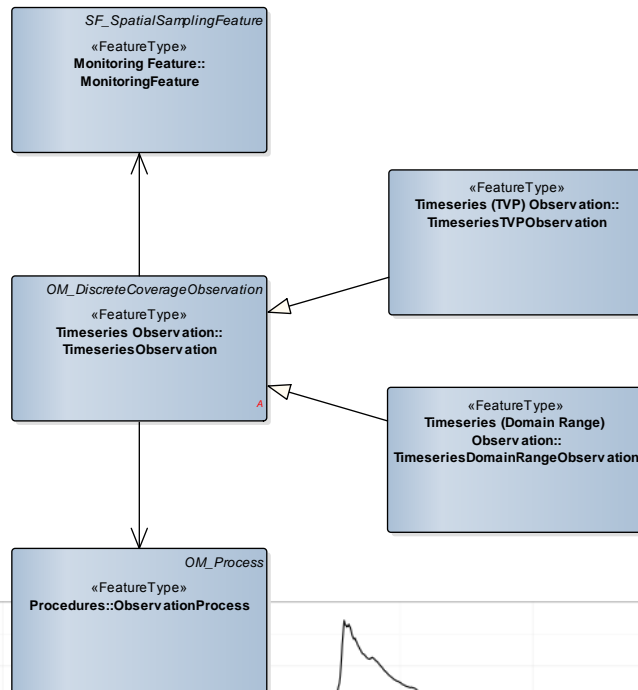 SF_SpatialSamplingFeature
«FeatureType»
Monitoring Feature::
MonitoringFeature
«FeatureType»
Timeseries (TVP) Observation::
TimeseriesTVPObservation
OM_DiscreteCoverageObservation
«FeatureType»
Timeseries Observation::
TimeseriesObservation
A
«FeatureType»
Timeseries (Domain Range)
Observation::
TimeseriesDomainRangeObservation
OM_Process
«FeatureType»
Procedures::ObservationProcess